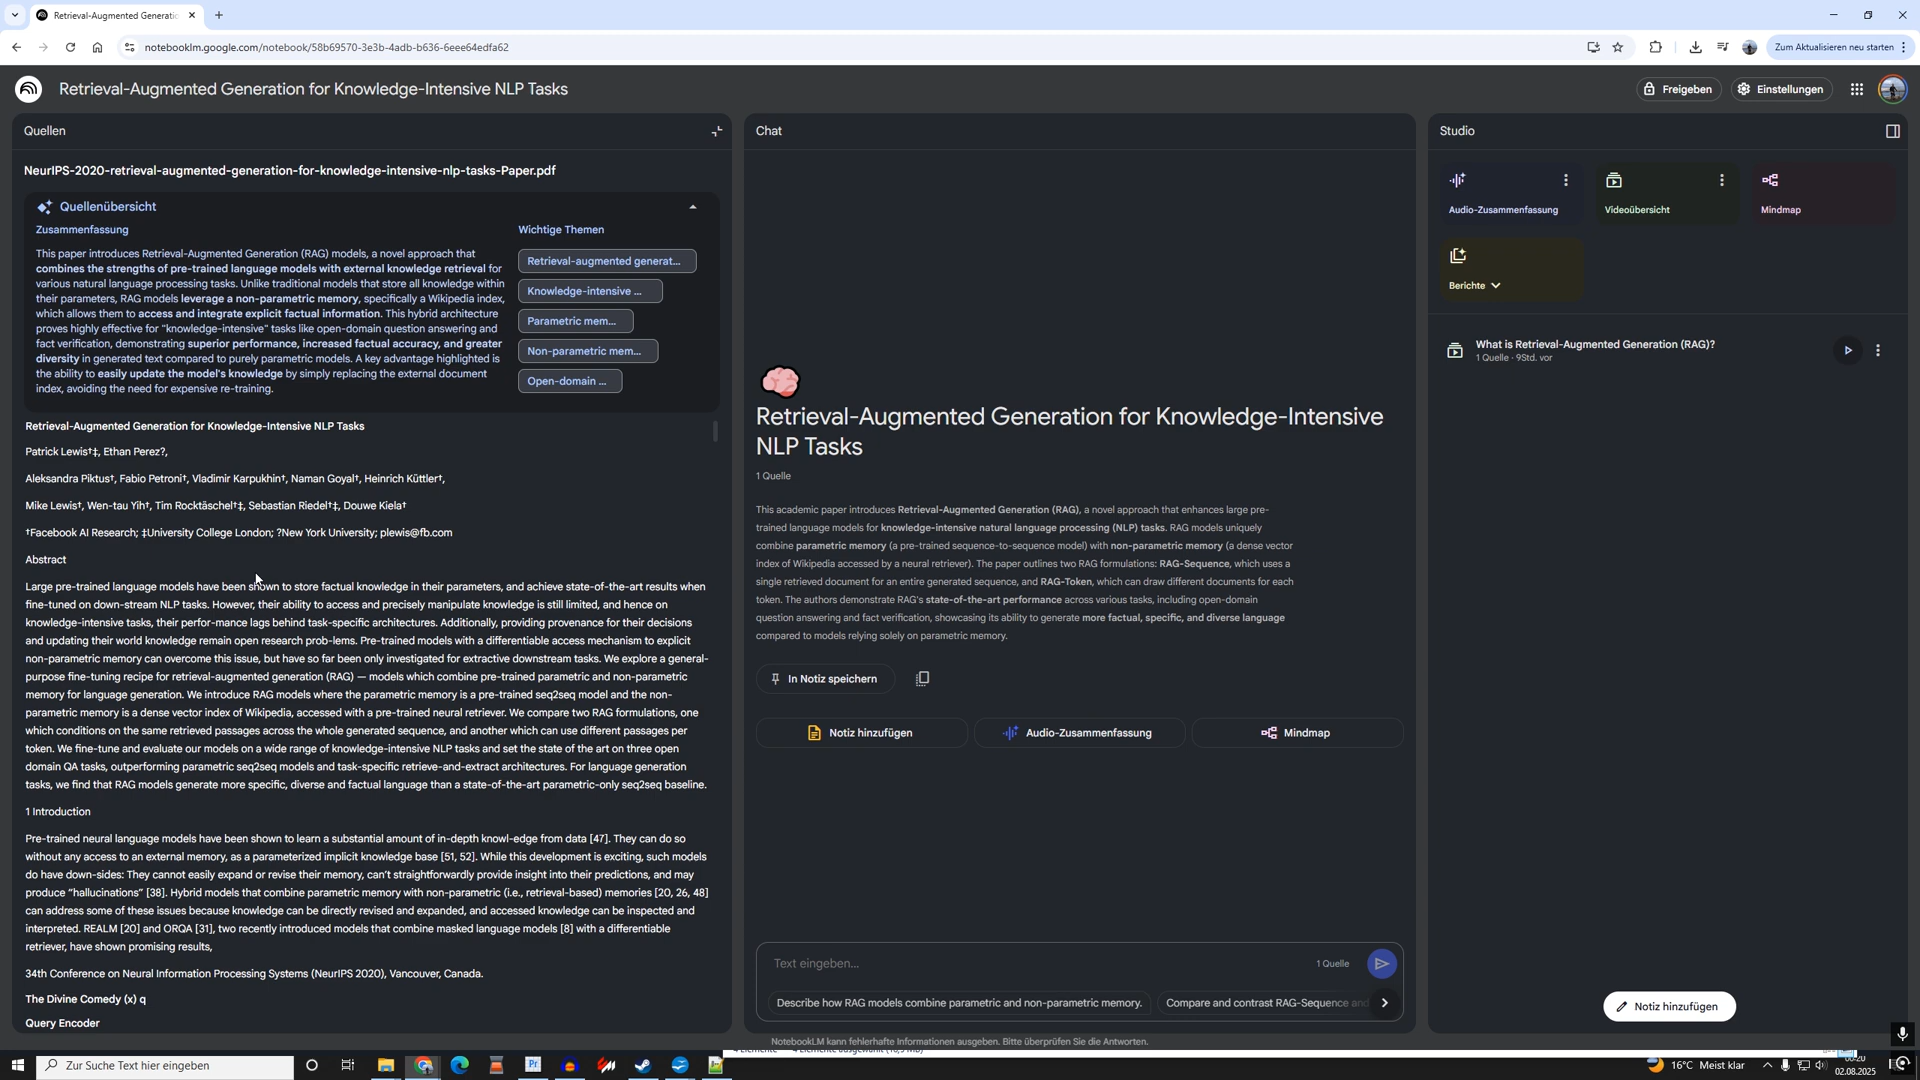 Retrieval-Augmented Generatio
notebooklm.google.com/notebook/58b69570-3e3b-4adb-b636-6eee64edfa62
Zum Aktualisieren neu starten
Retrieval-Augmented Generation for Knowledge-Intensive NLP Tasks
Freigeben
Einstellungen
Quellen
NeurIPS-2020-retrieval-augmented-generation-for-knowledge-intensive-nlp-tasks-Paper.pdf
Quellenübersicht
Zusammenfassung
This paper introduces Retrieval-Augmented Generation (RAG) models, a novel approach that
combines the strengths of pre-trained language models with external knowledge retrieval for
various natural language processing tasks. Unlike traditional models that store all knowledge within
their parameters, RAG models leverage a non-parametric memory, specifically a Wikipedia index,
which allows them to access and integrate explicit factual information. This hybrid architecture
proves highly effective for "knowledge-intensive" tasks like open-domain question answering and
fact verification, demonstrating superior performance, increased factual accuracy, and greater
diversity in generated text compared to purely parametric models. A key advantage highlighted is
the ability to easily update the model's knowledge by simply replacing the external document
index, avoiding the need for expensive re-training.
Wichtige Themen
Retrieval-augmented generat...
Knowledge-intensive ...
Parametric mem...
Non-parametric mem...
Open-domain ...
Retrieval-Augmented Generation for Knowledge-Intensive NLP Tasks
Patrick Lewis†‡, Ethan Perez?,
Aleksandra Piktus†, Fabio Petroni†, Vladimir Karpukhin†, Naman Goyal†, Heinrich Küttler†,
Mike Lewis†, Wen-tau Yih†, Tim Rocktäschel†‡, Sebastian Riedel†‡, Douwe Kiela†
†Facebook AI Research; ‡University College London; ?New York University; plewis@fb.com
Abstract
Large pre-trained language models have been shown to store factual knowledge in their parameters, and achieve state-of-the-art results when
fine-tuned on down-stream NLP tasks. However, their ability to access and precisely manipulate knowledge is still limited, and hence on
knowledge-intensive tasks, their perfor-mance lags behind task-specific architectures. Additionally, providing provenance for their decisions
and updating their world knowledge remain open research prob-lems. Pre-trained models with a differentiable access mechanism to explicit
non-parametric memory can overcome this issue, but have so far been only investigated for extractive downstream tasks. We explore a general-
purpose fine-tuning recipe for retrieval-augmented generation (RAG) — models which combine pre-trained parametric and non-parametric
memory for language generation. We introduce RAG models where the parametric memory is a pre-trained seq2seq model and the non-
parametric memory is a dense vector index of Wikipedia, accessed with a pre-trained neural retriever. We compare two RAG formulations, one
which conditions on the same retrieved passages across the whole generated sequence, and another which can use different passages per
token. We fine-tune and evaluate our models on a wide range of knowledge-intensive NLP tasks and set the state of the art on three open
domain QA tasks, outperforming parametric seq2seq models and task-specific retrieve-and-extract architectures. For language generation
tasks, we find that RAG models generate more specific, diverse and factual language than a state-of-the-art parametric-only seq2seq baseline.
1 Introduction
Pre-trained neural language models have been shown to learn a substantial amount of in-depth knowl-edge from data [47]. They can do so
without any access to an external memory, as a parameterized implicit knowledge base [51, 52]. While this development is exciting, such models
do have down-sides: They cannot easily expand or revise their memory, can't straightforwardly provide insight into their predictions, and may
produce “hallucinations” [38]. Hybrid models that combine parametric memory with non-parametric (i.e., retrieval-based) memories [20, 26, 48]
can address some of these issues because knowledge can be directly revised and expanded, and accessed knowledge can be inspected and
interpreted. REALM [20] and ORQA [31], two recently introduced models that combine masked language models [8] with a differentiable
retriever, have shown promising results,
34th Conference on Neural Information Processing Systems (NeurIPS 2020), Vancouver, Canada.
The Divine Comedy (x) q
Query Encoder
Chat
Retrieval-Augmented Generation for Knowledge-Intensive
NLP Tasks
1 Quelle
This academic paper introduces Retrieval-Augmented Generation (RAG), a novel approach that enhances large pre-
trained language models for knowledge-intensive natural language processing (NLP) tasks. RAG models uniquely
combine parametric memory (a pre-trained sequence-to-sequence model) with non-parametric memory (a dense vector
index of Wikipedia accessed by a neural retriever). The paper outlines two RAG formulations: RAG-Sequence, which uses a
single retrieved document for an entire generated sequence, and RAG-Token, which can draw different documents for each
token. The authors demonstrate RAG's state-of-the-art performance across various tasks, including open-domain
question answering and fact verification, showcasing its ability to generate more factual, specific, and diverse language
compared to models relying solely on parametric memory.
In Notiz speichern
Notiz hinzufügen
Audio-Zusammenfassung
Mindmap
Text eingeben...
1 Quelle
Describe how RAG models combine parametric and non-parametric memory.
Compare and contrast RAG-Sequence and
NotebookLM kann fehlerhafte Informationen ausgeben. Bitte überprüfen Sie die Antworten.
Studio
Audio-Zusammenfassung
Videoübersicht
Mindmap
Berichte
What is Retrieval-Augmented Generation (RAG)?
1 Quelle · 9Std. vor
Notiz hinzufügen
Zur Suche Text hier eingeben
Pr
16°C Meist klar
02.08.2025